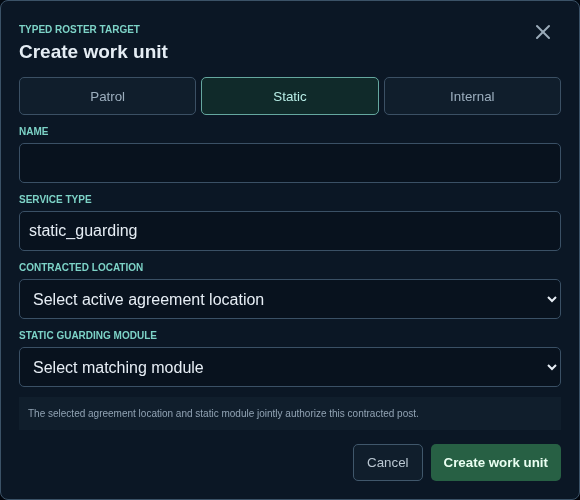 TYPED ROSTER TARGET
Create work unit
Patrol Static Internal
NAME
SERVICE TYPE
static_guarding
CONTRACTED LOCATION
Select active agreement location
STATIC GUARDING MODULE
Select matching module
The selected agreement location and static module jointly authorize this contracted post.
Cancel Create work unit